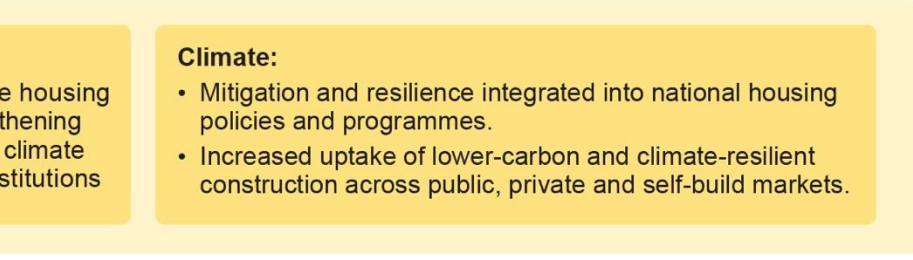 e housing
thening
climate
stitutions
Climate:
• Mitigation and resilience integrated into national housing
policies and programmes.
• Increased uptake of lower-carbon and climate-resilient
construction across public, private and self-build markets.